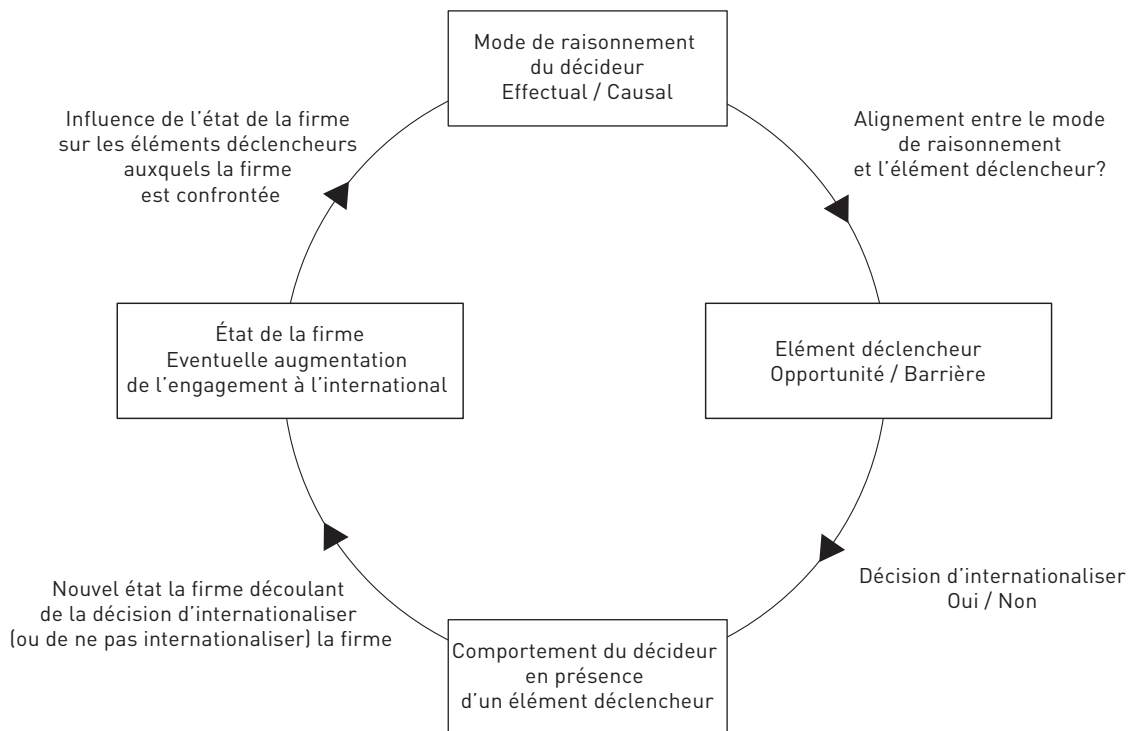 Mode de raisonnement
du décideur
Effectual / Causal
Influence de l'état de la firme
sur les éléments déclencheurs
auxquels la firme
est confrontée
Alignement entre le mode
de raisonnement
et l'élément déclencheur?
État de la firme
Eventuelle augmentation
de l'engagement à l'international
Elément déclencheur
Opportunité / Barrière
Nouvel état la firme découlant
de la décision d'internationaliser
(ou de ne pas internationaliser) la firme
Décision d'internationaliser
Oui / Non
Comportement du décideur
en présence
d'un élément déclencheur